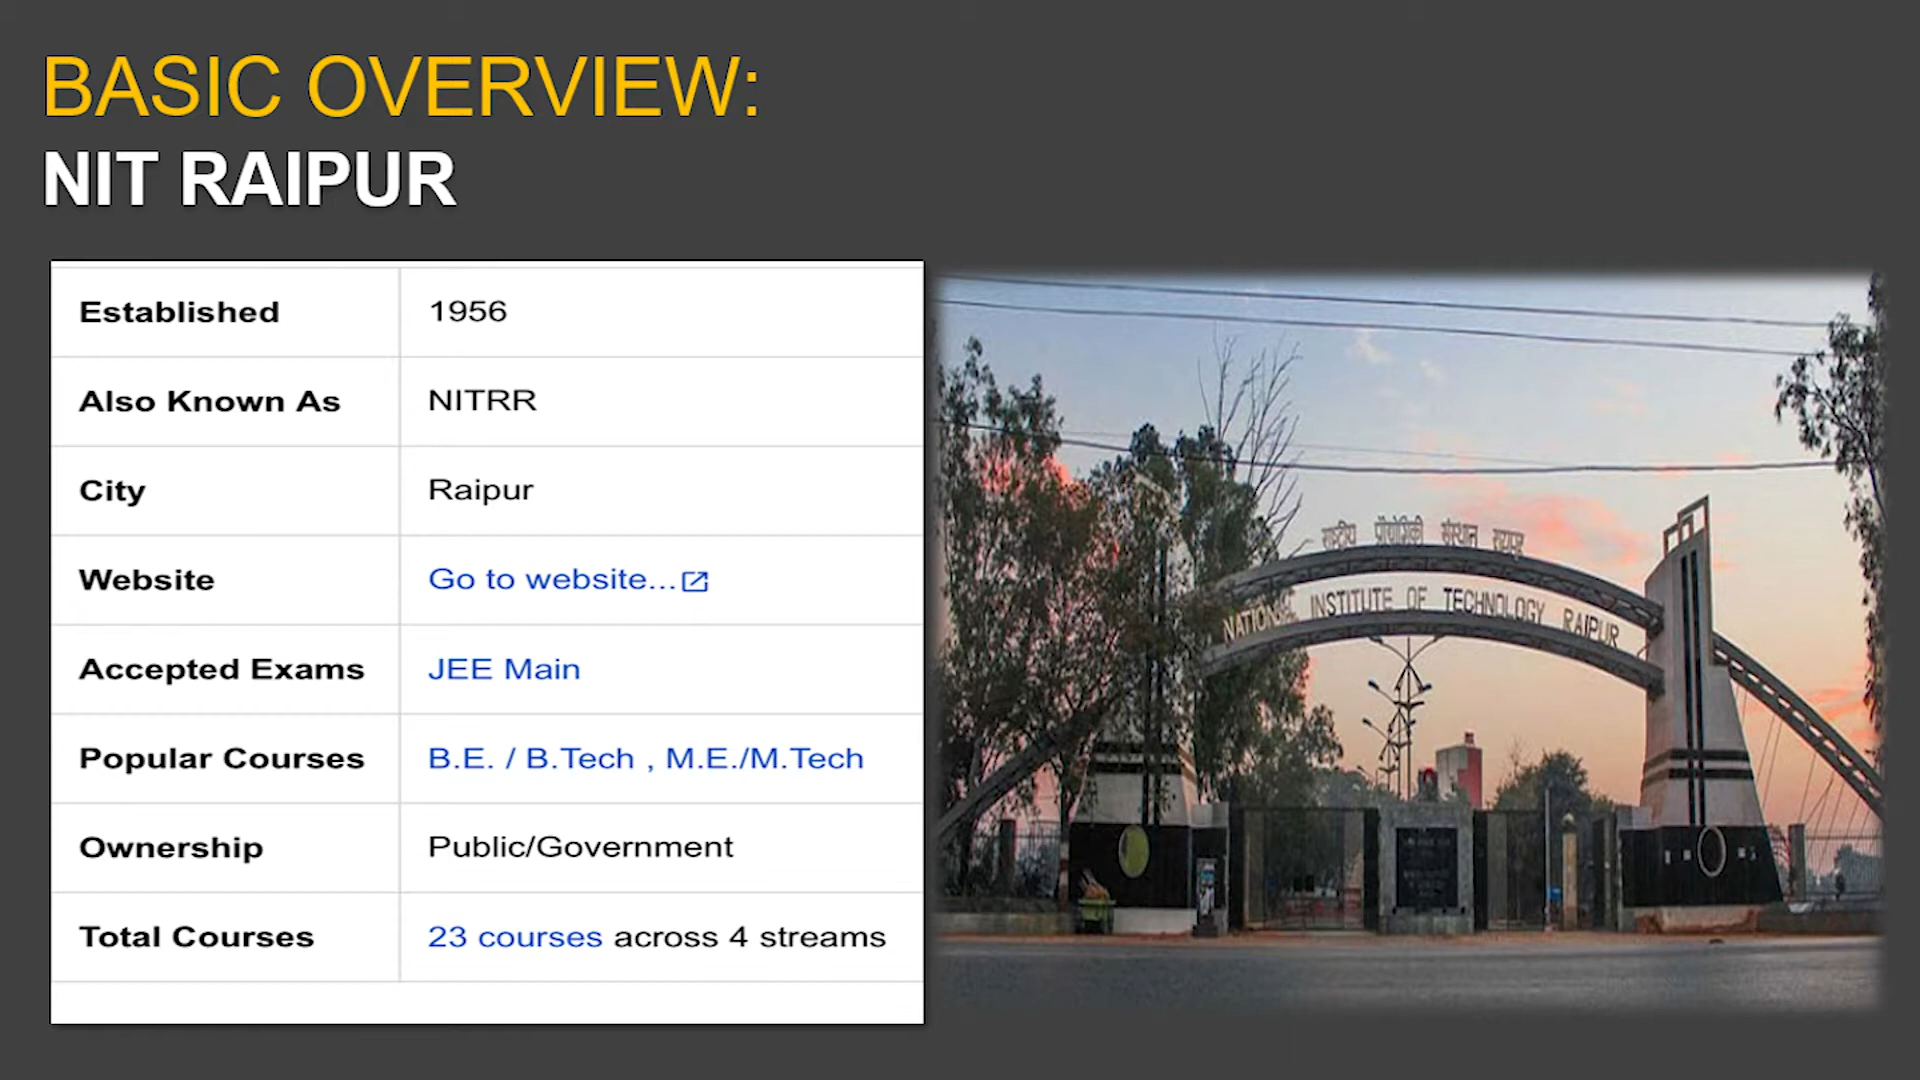 BASIC OVERVIEW:
NIT RAIPUR
Established 1956
Also Known As NITRR
City Raipur
Website Go to website...
Accepted Exams JEE Main
Popular Courses B.E. / B.Tech , M.E./M.Tech
Ownership Public/Government
Total Courses 23 courses across 4 streams
राष्ट्रीय प्रौद्योगिकी संस्थान रायपुर
NATIONAL INSTITUTE OF TECHNOLOGY RAIPUR